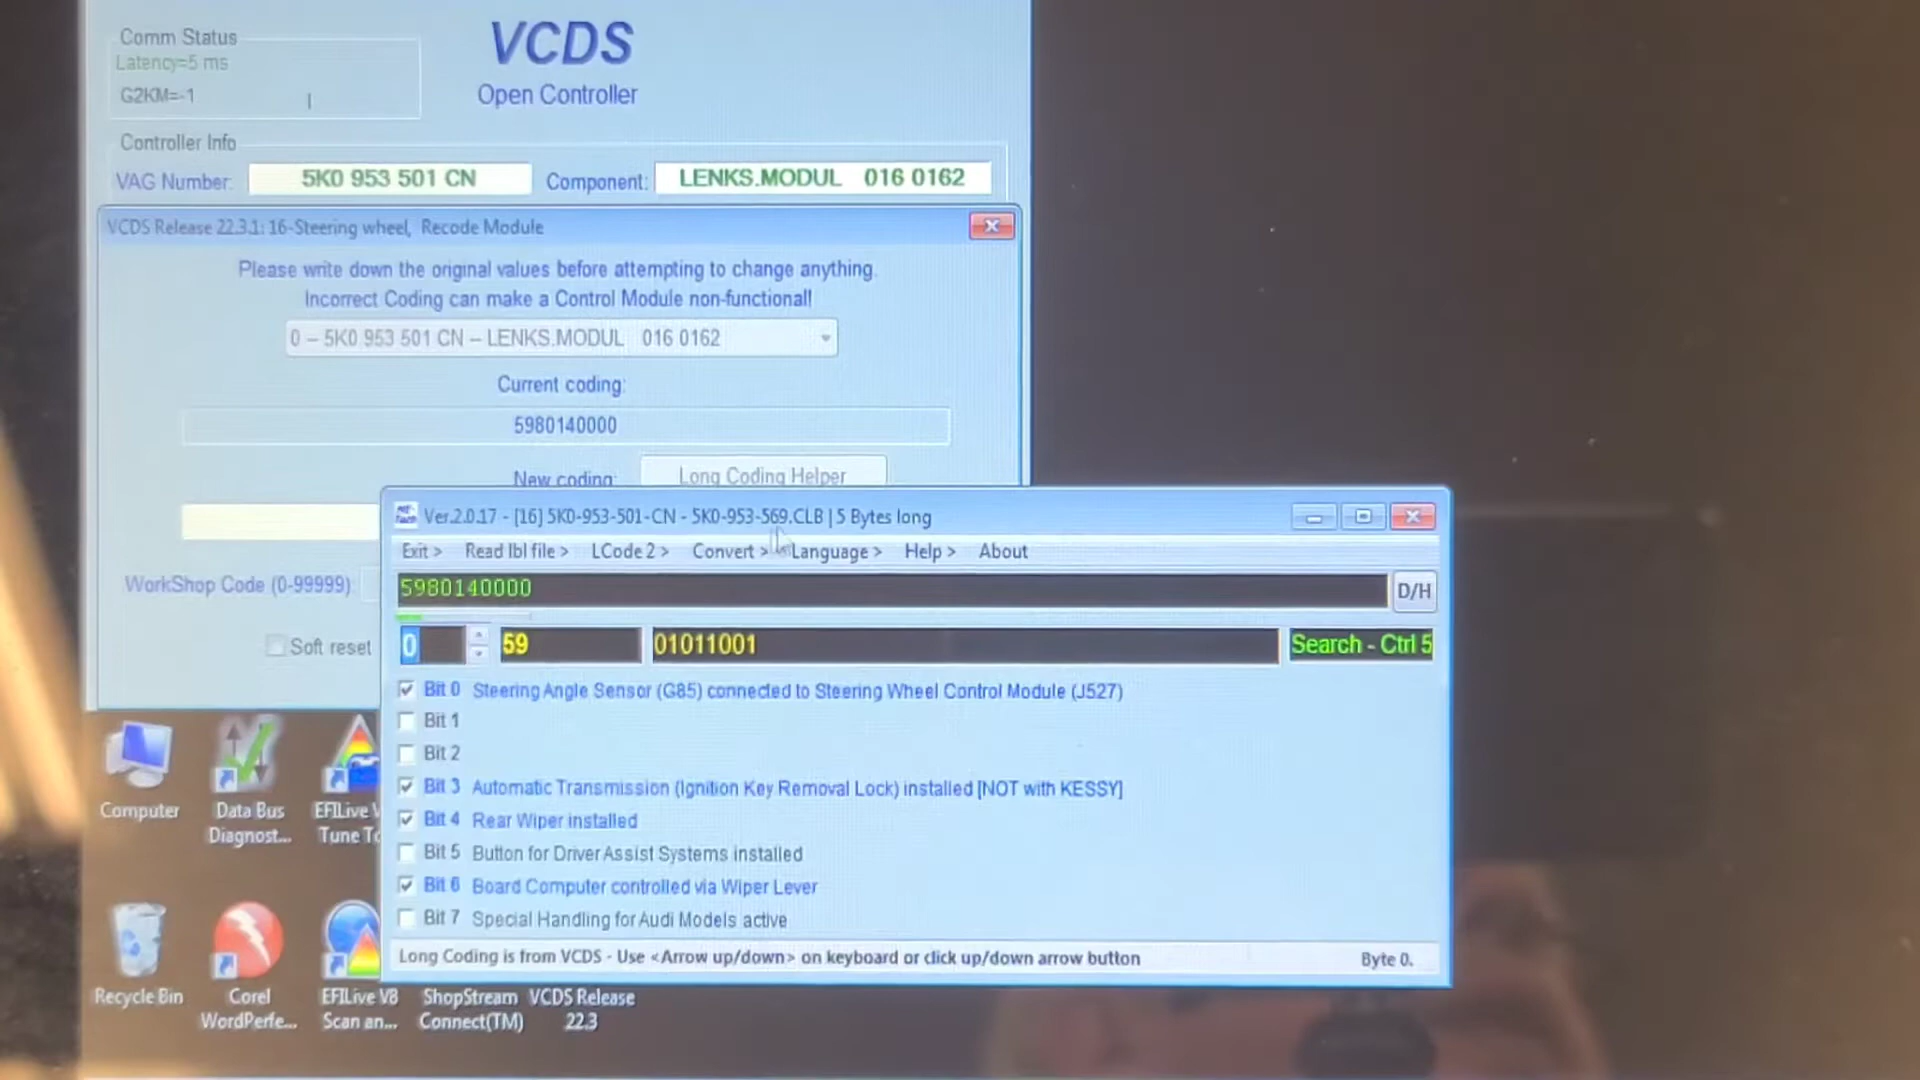 Comm Status
Latency=5 ms
G2KM=-1
VCDS
Open Controller
Controller Info
VAG Number:
5K0 953 501 CN
Component:
LENKS.MODUL 016 0162
VCDS Release 22.3.1: 16-Steering wheel, Recode Module
Please write down the original values before attempting to change anything.
Incorrect Coding can make a Control Module non-functional!
0 – 5K0 953 501 CN – LENKS.MODUL 016 0162
Current coding:
5980140000
New coding:
Long Coding Helper
WorkShop Code (0-99999)
Soft reset
Ver.2.0.17 - [16] 5K0-953-501-CN - 5K0-953-569.CLB | 5 Bytes long
Exit > Read lbl file > LCode 2 > Convert > Language > Help > About
5980140000
D/H
0 59 01011001 Search - Ctrl 5
Bit 0 Steering Angle Sensor (G85) connected to Steering Wheel Control Module (J527)
Bit 1
Bit 2
Bit 3 Automatic Transmission (Ignition Key Removal Lock) installed [NOT with KESSY]
Bit 4 Rear Wiper installed
Bit 5 Button for Driver Assist Systems installed
Bit 6 Board Computer controlled via Wiper Lever
Bit 7 Special Handling for Audi Models active
Long Coding is from VCDS - Use <Arrow up/down> on keyboard or click up/down arrow button
Byte 0.
Computer
Data Bus
Diagnost...
EFILive V
Tune To
Recycle Bin
Corel
WordPerfe...
EFILive V8
Scan an...
ShopStream
Connect(TM)
VCDS Release
22.3